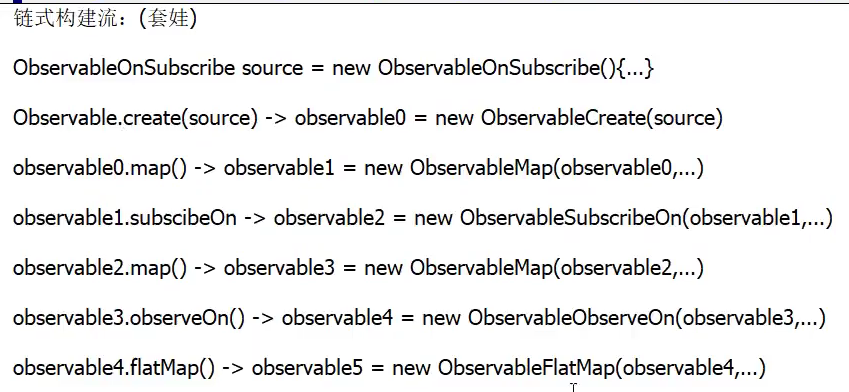 链式构建流：(套娃)
ObservableOnSubscribe source = new ObservableOnSubscribe(){...}
Observable.create(source) -> observable0 = new ObservableCreate(source)
observable0.map() -> observable1 = new ObservableMap(observable0,...)
observable1.subscibeOn -> observable2 = new ObservableSubscribeOn(observable1,...)
observable2.map() -> observable3 = new ObservableMap(observable2,...)
observable3.observeOn() -> observable4 = new ObservableObserveOn(observable3,...)
observable4.flatMap() -> observable5 = new ObservableFlatMap(observable4,...)